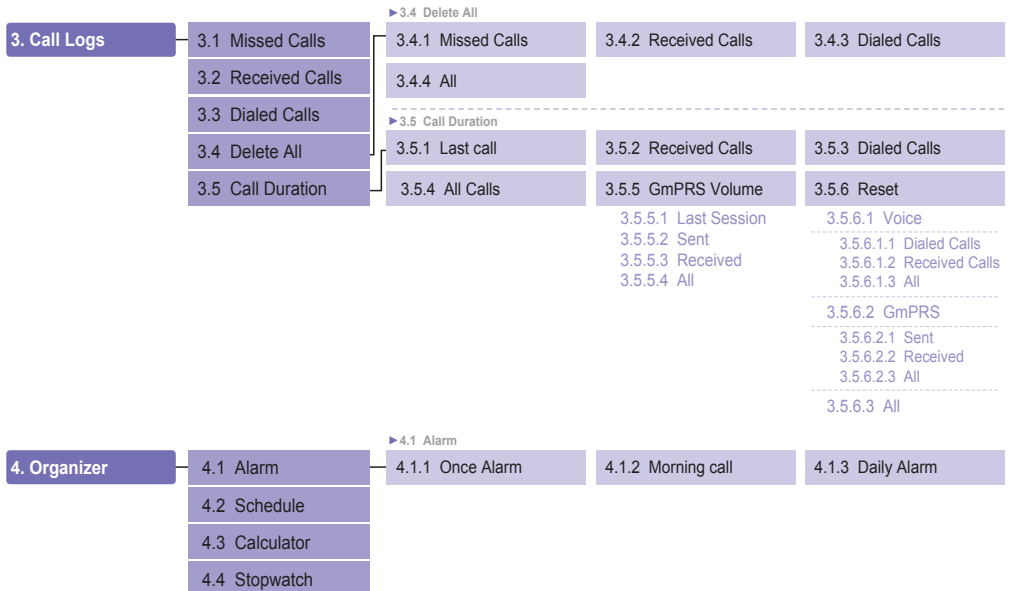 ►3.4 Delete All
3. Call Logs
3.1 Missed Calls
3.4.1 Missed Calls
3.4.2 Received Calls
3.4.3 Dialed Calls
3.2 Received Calls
3.4.4 All
3.3 Dialed Calls
►3.5 Call Duration
3.4 Delete All
3.5.1 Last call
3.5.2 Received Calls
3.5.3 Dialed Calls
3.5 Call Duration
3.5.4 All Calls
3.5.5 GmPRS Volume
3.5.6 Reset
3.5.5.1 Last Session
3.5.5.2 Sent
3.5.5.3 Received
3.5.5.4 All
3.5.6.1 Voice
3.5.6.1.1 Dialed Calls
3.5.6.1.2 Received Calls
3.5.6.1.3 All
3.5.6.2 GmPRS
3.5.6.2.1 Sent
3.5.6.2.2 Received
3.5.6.2.3 All
3.5.6.3 All
►4.1 Alarm
4. Organizer
4.1 Alarm
4.1.1 Once Alarm
4.1.2 Morning call
4.1.3 Daily Alarm
4.2 Schedule
4.3 Calculator
4.4 Stopwatch